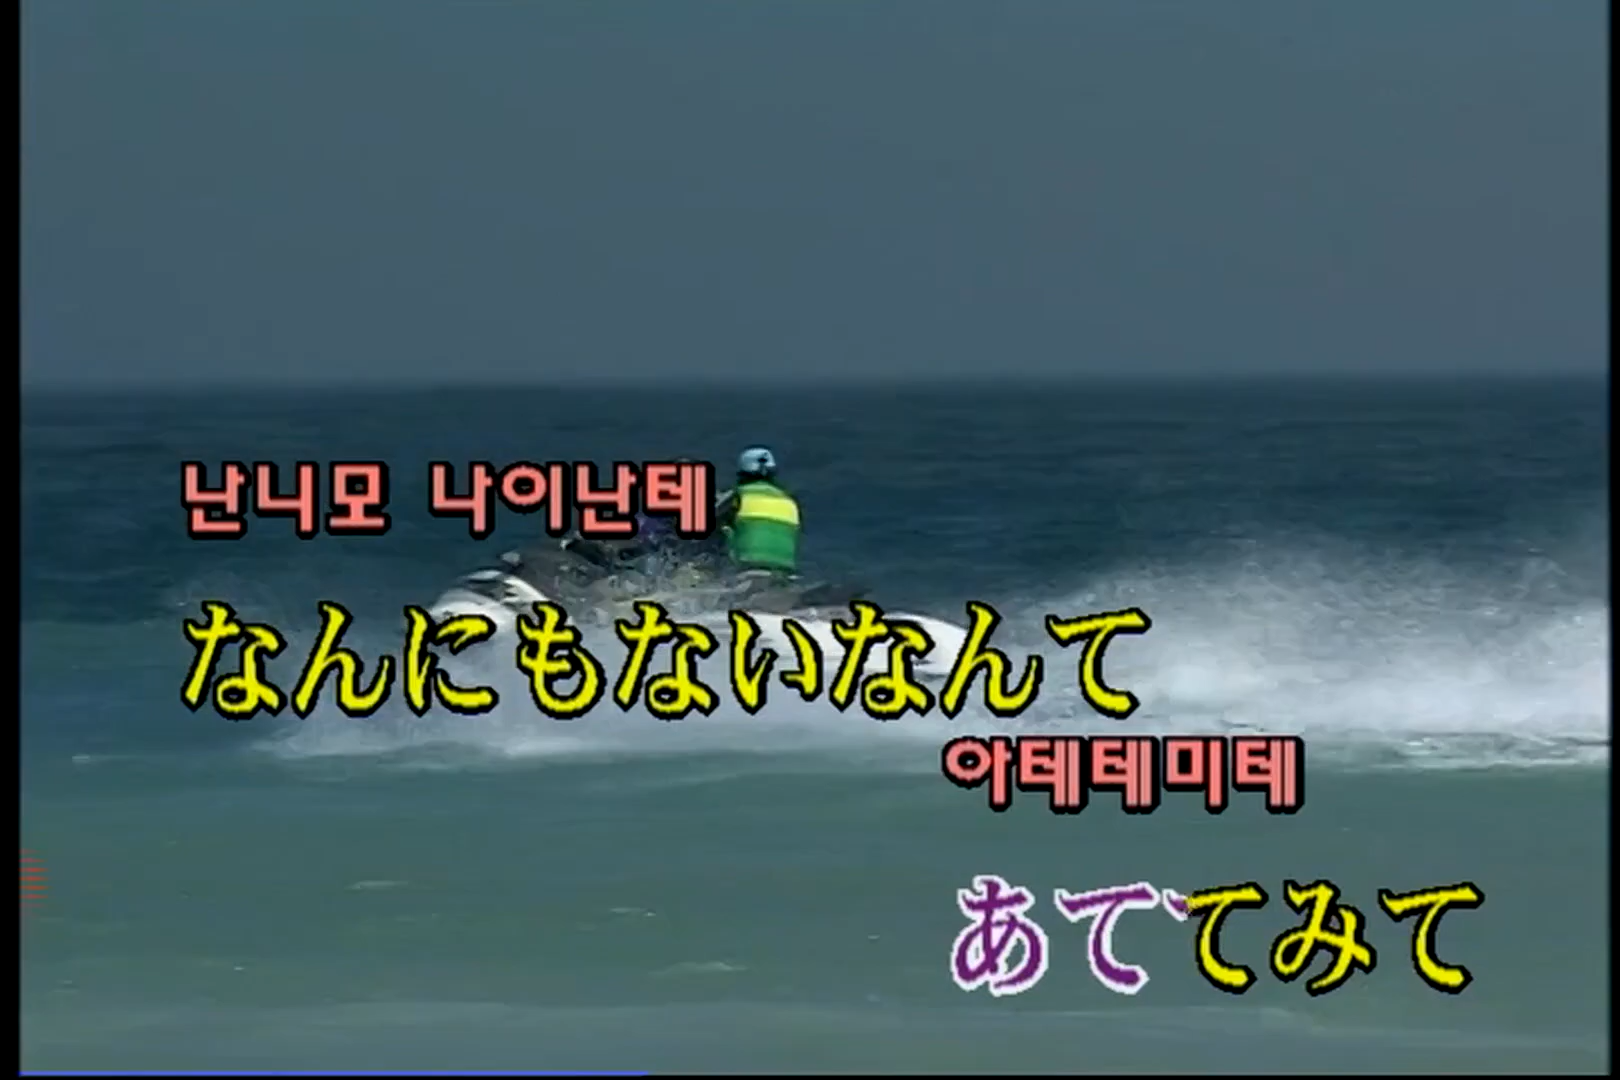 난니모 나이난테
なんにもないなんて
아테테미테
あててみて